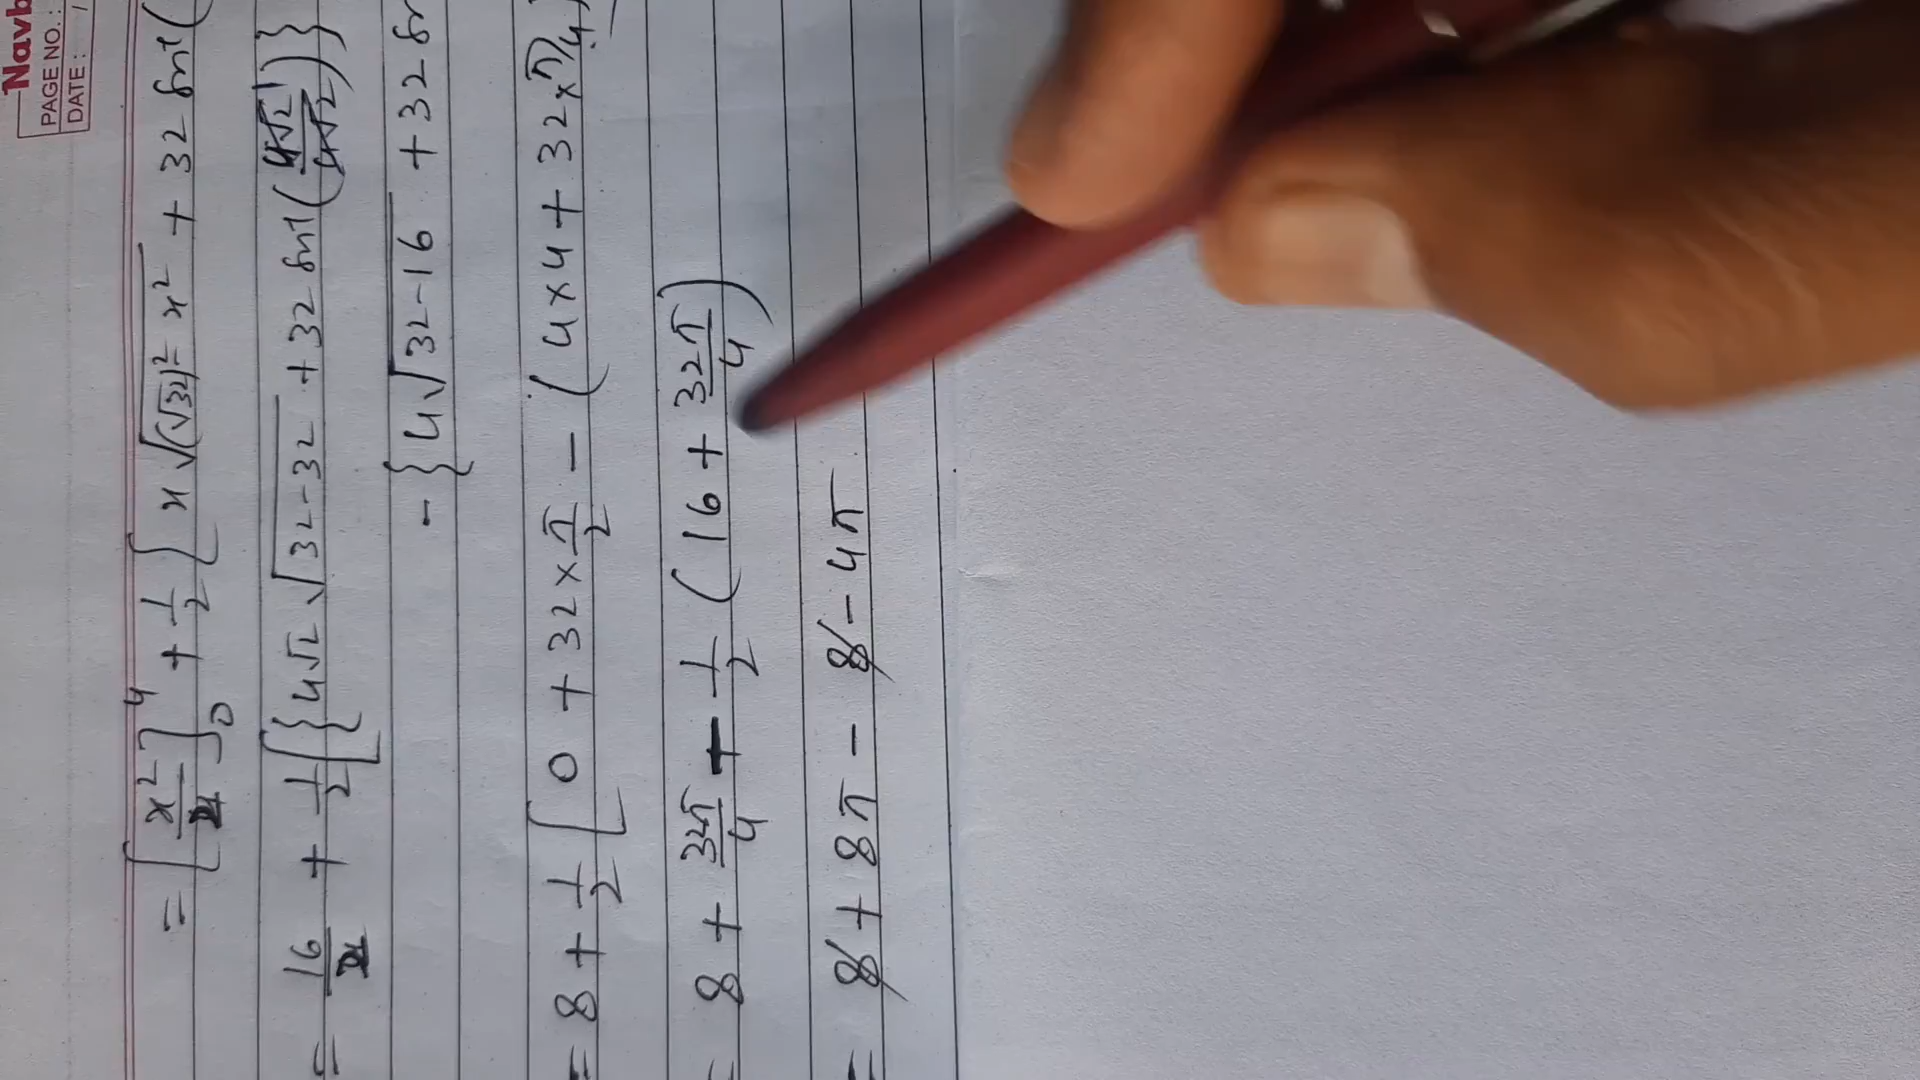 Navb
PAGE NO.:
DATE: /
= [x²/2]₀⁴ + 1/2 { x √(√32)² - x² + 32 sin⁻¹(
= 16/2 + 1/2 [{ 4√2 √32-32 + 32 sin⁻¹(4√2/4√2)}
- { 4√32-16 + 32 sin
= 8 + 1/2 [ 0 + 32 × π/2 - (4×4 + 32×π/4)
= 8 + 32π/4 - 1/2 (16 + 32π/4)
= 8 + 8π - 8 - 4π